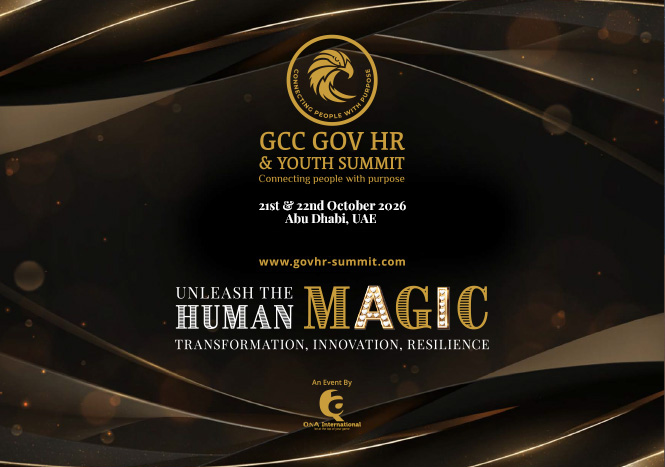 CONNECTING PEOPLE WITH PURPOSE
GCC GOV HR
& YOUTH SUMMIT
Connecting people with purpose
21st & 22nd October 2026
Abu Dhabi, UAE
www.govhr-summit.com
UNLEASH THE
HUMAN MAGIC
TRANSFORMATION, INNOVATION, RESILIENCE
An Event By
QnA International